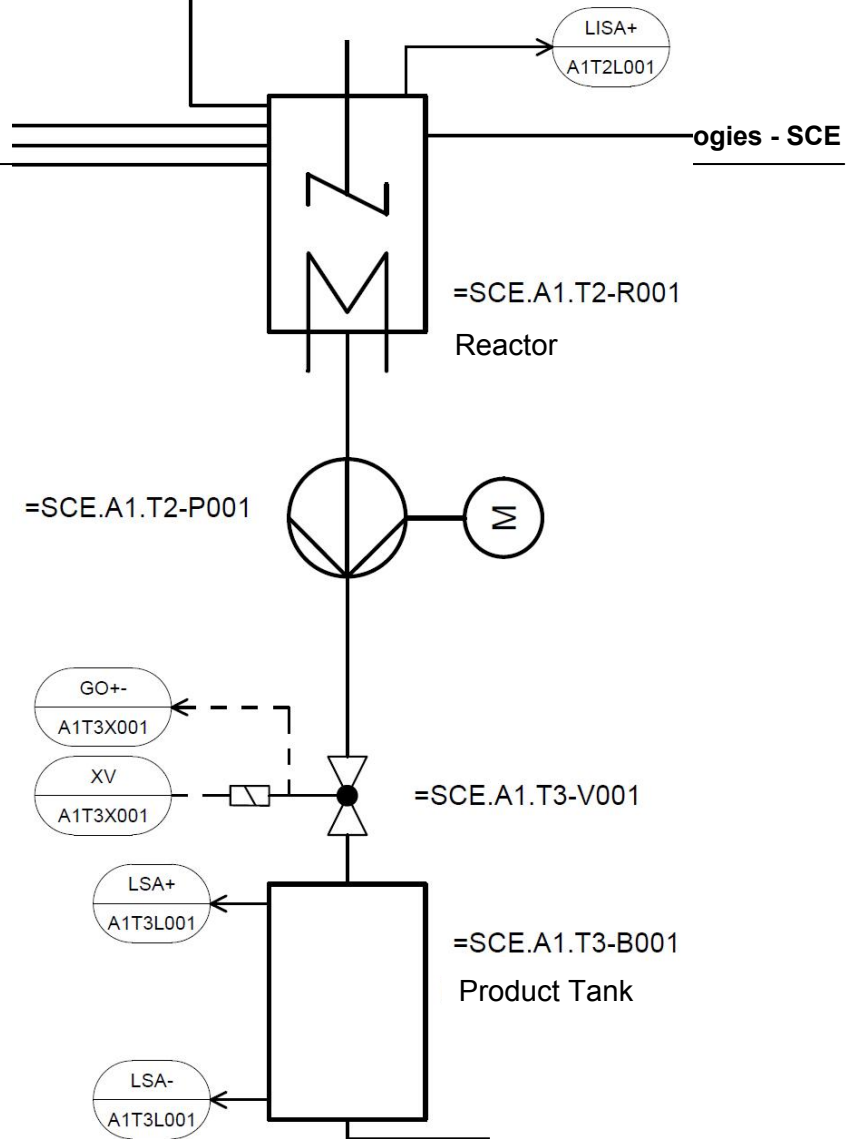 LISA+
A1T2L001
ogies - SCE
=SCE.A1.T2-R001
Reactor
=SCE.A1.T2-P001
M
GO+-
A1T3X001
XV
A1T3X001
=SCE.A1.T3-V001
LSA+
A1T3L001
=SCE.A1.T3-B001
Product Tank
LSA-
A1T3L001